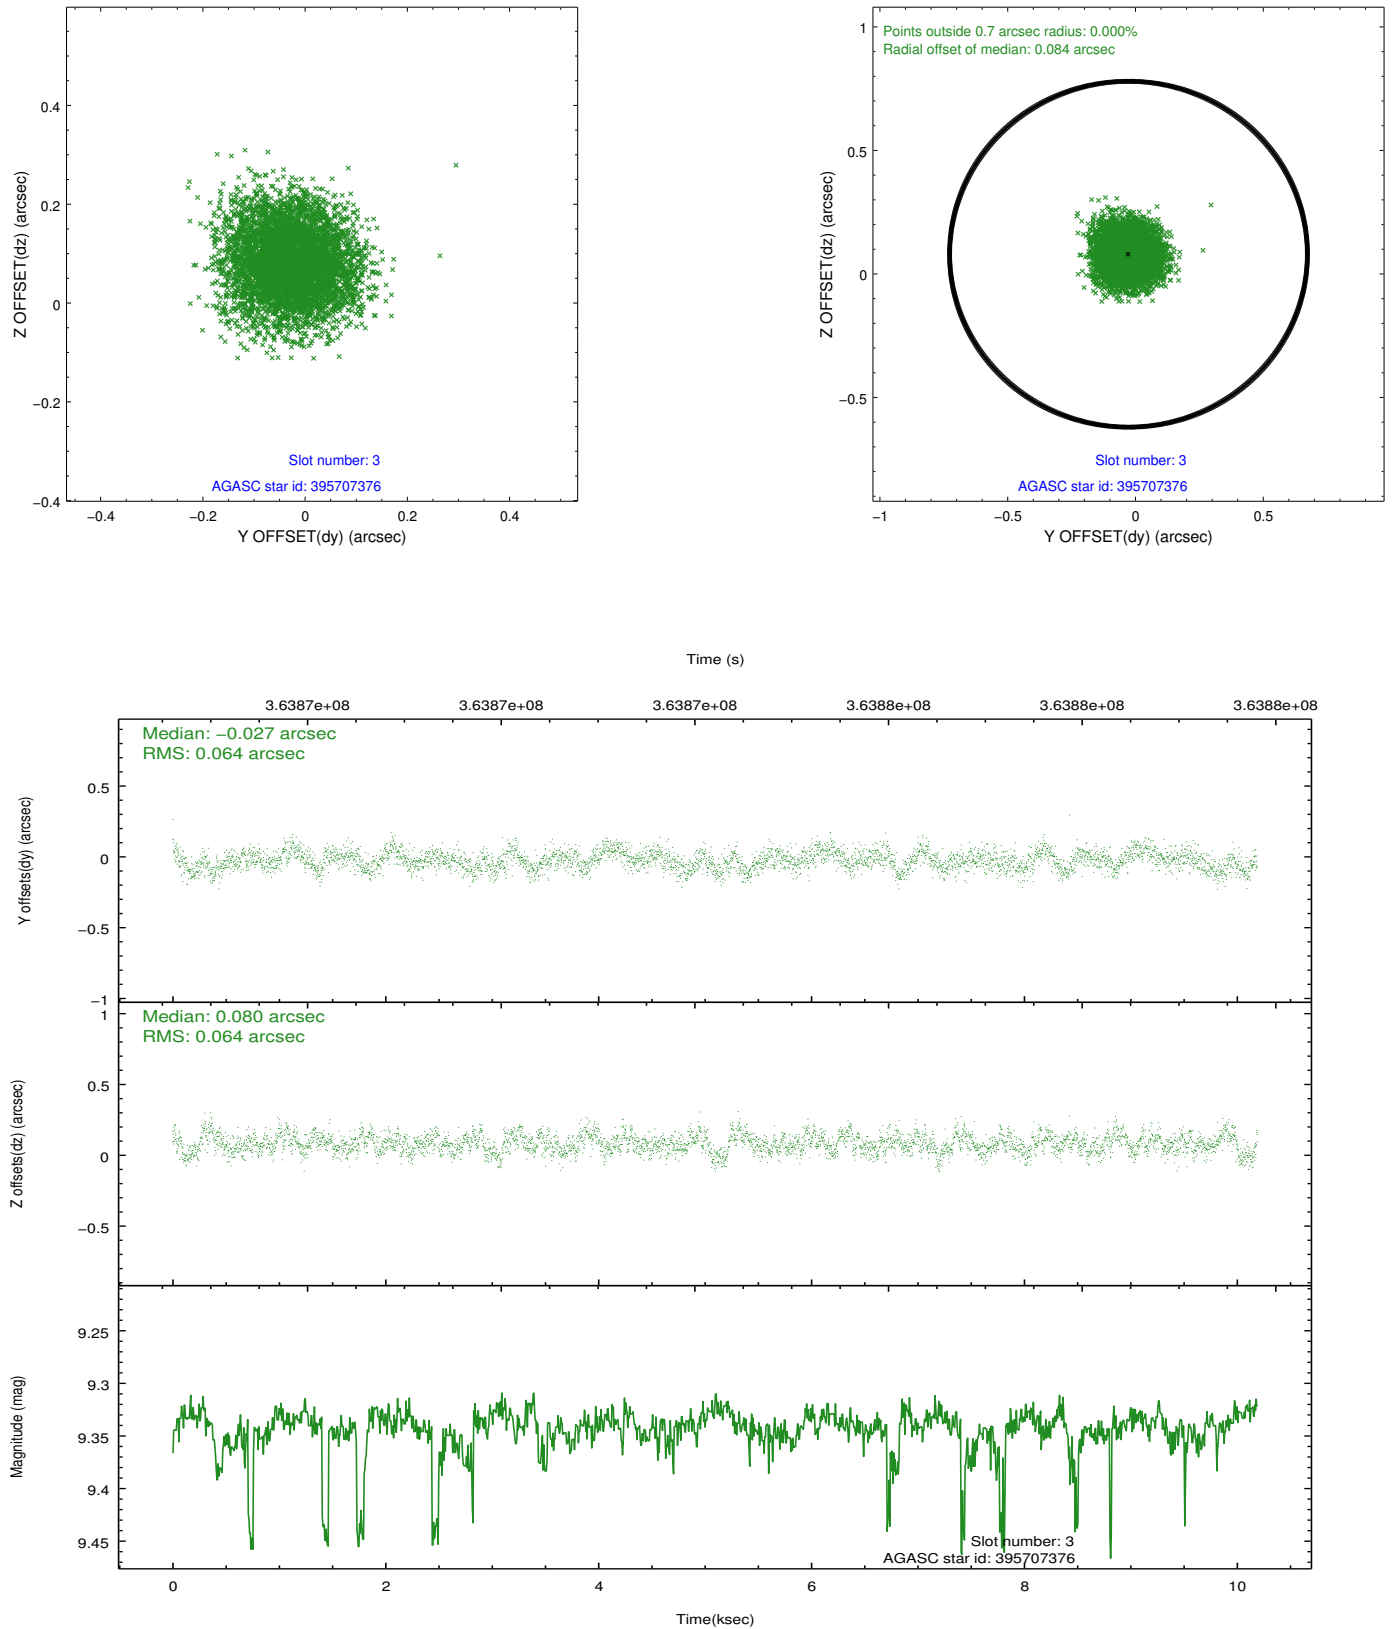 0.4
0.2
0
−0.2
−0.4
Z OFFSET(dz) (arcsec)
Slot number: 3
AGASC star id: 395707376
−0.4 −0.2 0 0.2 0.4
Y OFFSET(dy) (arcsec)
Points outside 0.7 arcsec radius: 0.000%
Radial offset of median: 0.084 arcsec
1
0.5
0
−0.5
Z OFFSET(dz) (arcsec)
Slot number: 3
AGASC star id: 395707376
−1 −0.5 0 0.5
Y OFFSET(dy) (arcsec)
Time (s)
3.6387e+08 3.6387e+08 3.6387e+08 3.6388e+08 3.6388e+08 3.6388e+08
Median: −0.027 arcsec
RMS: 0.064 arcsec
0.5
0
−0.5
−1
Y offsets(dy) (arcsec)
Median: 0.080 arcsec
RMS: 0.064 arcsec
1
0.5
0
−0.5
Z offsets(dz) (arcsec)
9.25
9.3
9.35
9.4
9.45
Magnitude (mag)
Slot number: 3
AGASC star id: 395707376
0 2 4 6 8 10
Time(ksec)